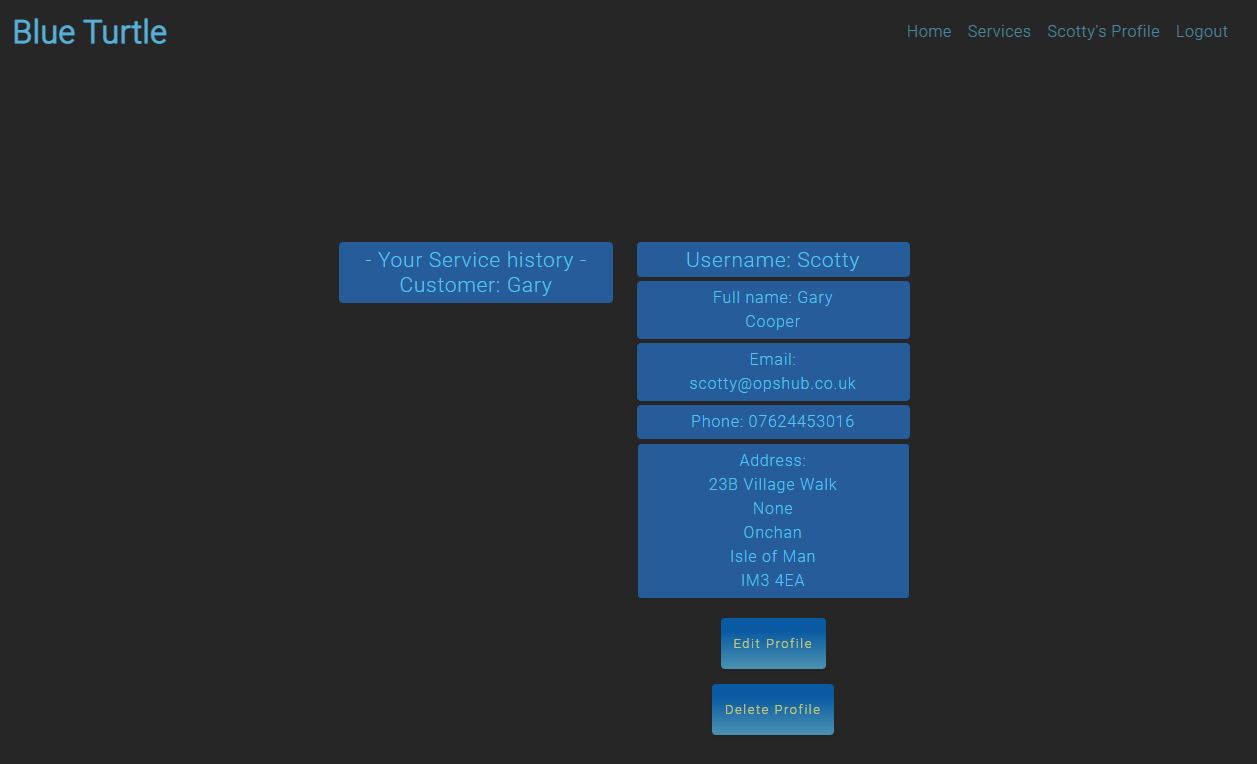 Blue Turtle
Home Services Scotty's Profile Logout
- Your Service history -
Customer: Gary
Username: Scotty
Full name: Gary
Cooper
Email:
scotty@opshub.co.uk
Phone: 07624453016
Address:
23B Village Walk
None
Onchan
Isle of Man
IM3 4EA
Edit Profile
Delete Profile